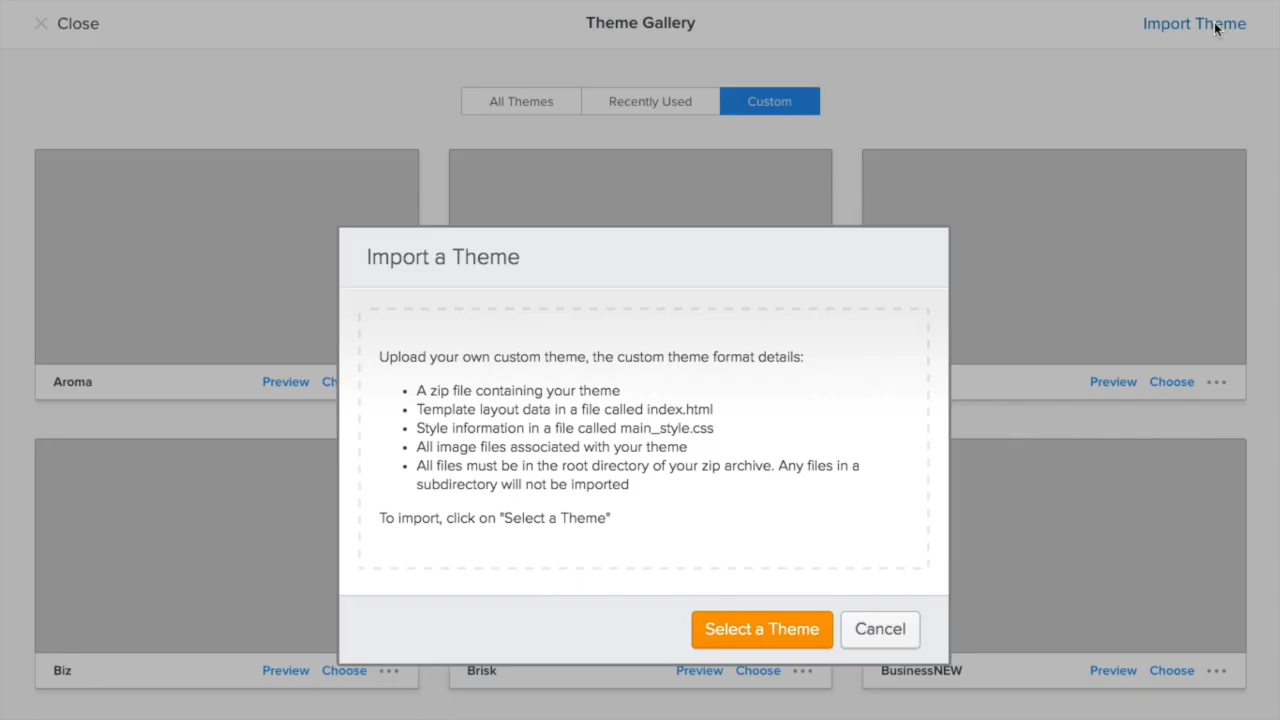 Close
Theme Gallery
Import Theme
All Themes
Recently Used
Custom
Import a Theme
Upload your own custom theme, the custom theme format details:
• A zip file containing your theme
• Template layout data in a file called index.html
• Style information in a file called main_style.css
• All image files associated with your theme
• All files must be in the root directory of your zip archive. Any files in a
subdirectory will not be imported
To import, click on "Select a Theme"
Select a Theme
Cancel
Aroma
Preview
Preview Choose
Biz
Preview Choose
Brisk
Preview Choose
BusinessNEW
Preview Choose